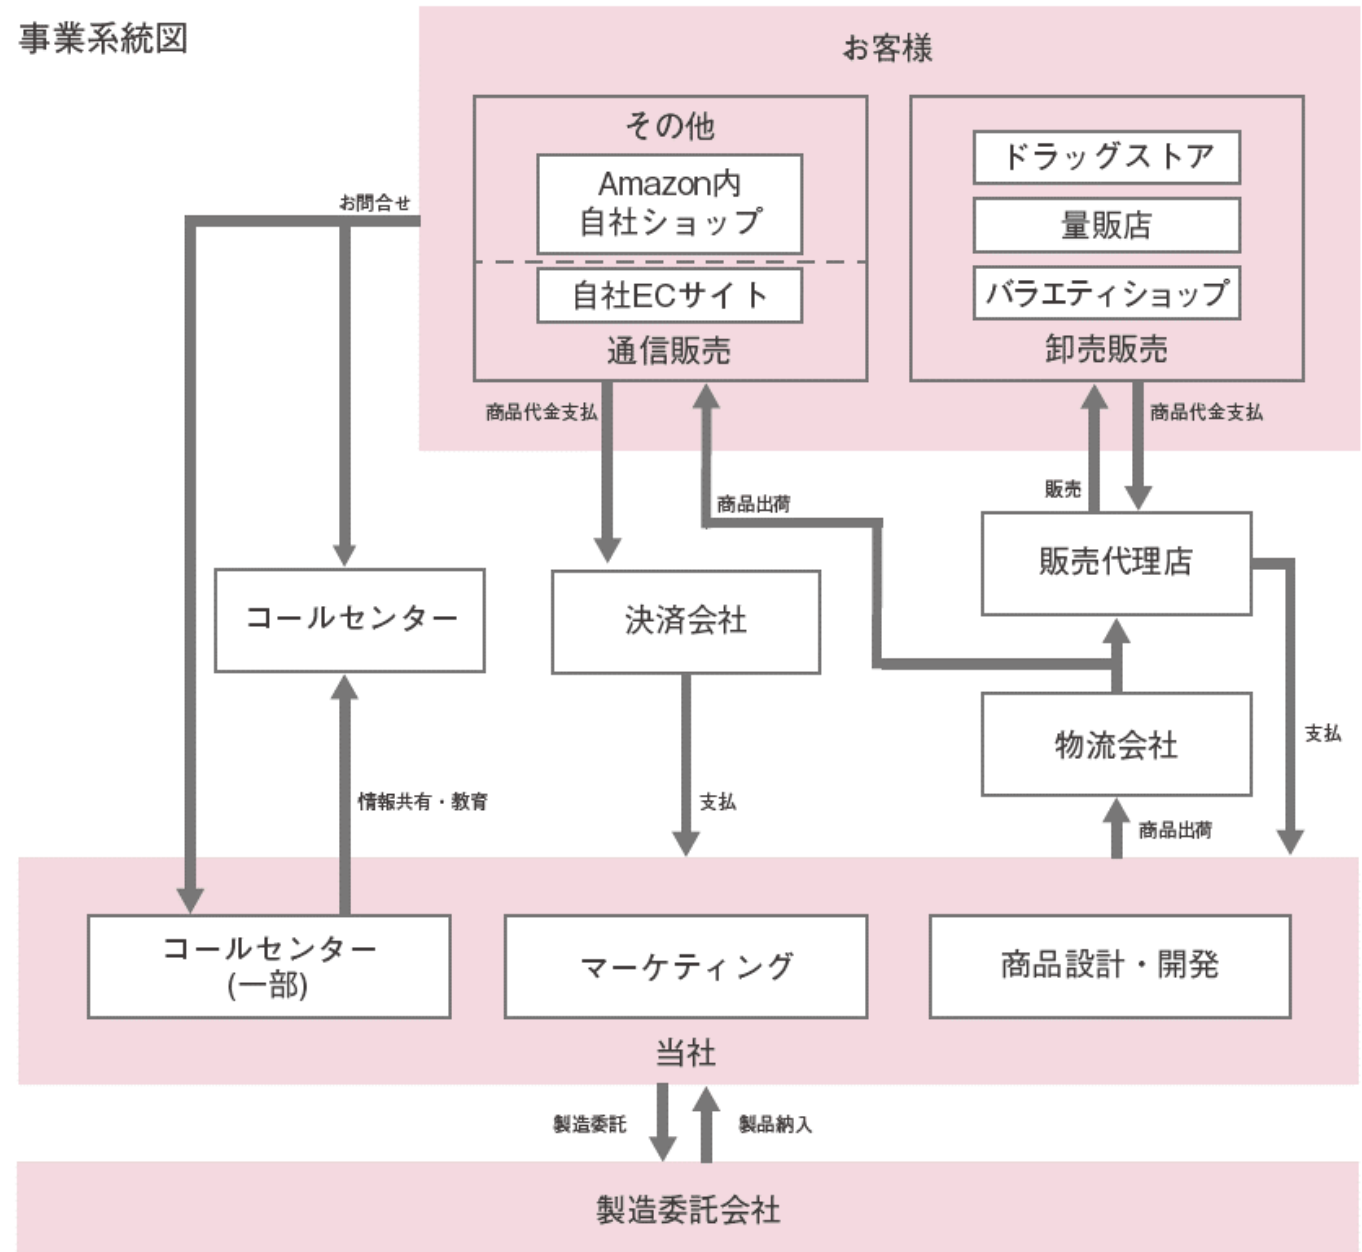 事業系統図
お客様
その他
Amazon内
自社ショップ
自社ECサイト
通信販売
ドラッグストア
量販店
バラエティショップ
卸売販売
お問合せ
商品代金支払
商品代金支払
販売
商品出荷
販売代理店
コールセンター
決済会社
物流会社
支払
情報共有・教育
支払
商品出荷
コールセンター
(一部)
マーケティング
商品設計・開発
当社
製造委託
製品納入
製造委託会社